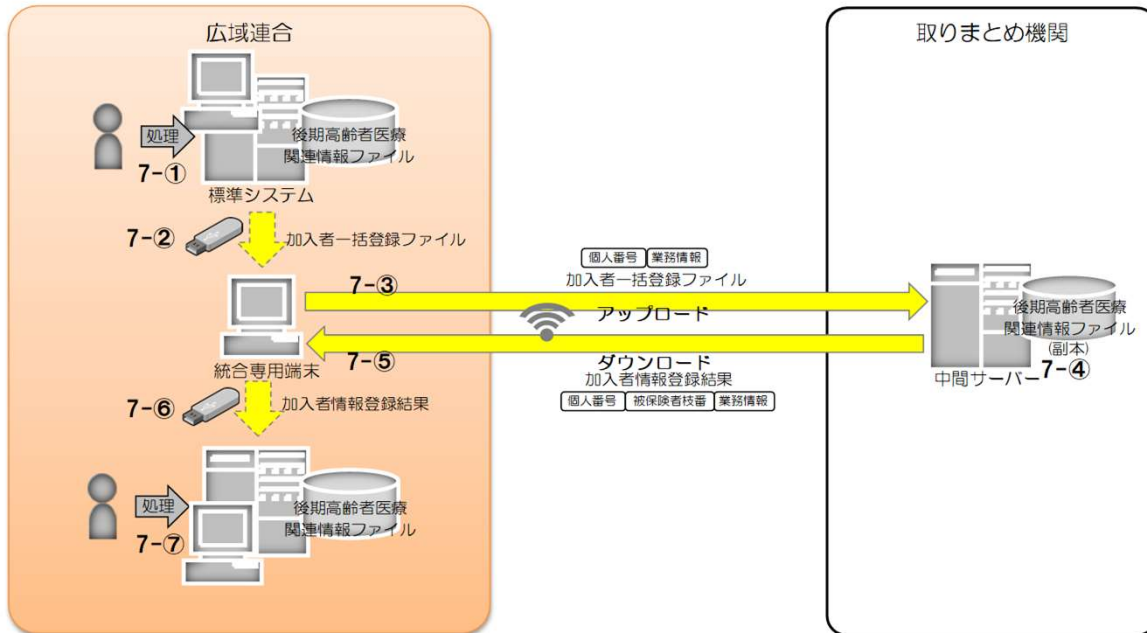 広域連合
取りまとめ機関
処理
後期高齢者医療
関連情報ファイル
7-①
標準システム
7-②
加入者一括登録ファイル
個人番号 業務情報
加入者一括登録ファイル
7-③
アップロード
後期高齢者医療
関連情報ファイル
(副本)
7-④
中間サーバー
7-⑤
ダウンロード
統合専用端末
加入者情報登録結果
個人番号 被保険者枝番 業務情報
7-⑥
加入者情報登録結果
処理
後期高齢者医療
関連情報ファイル
7-⑦